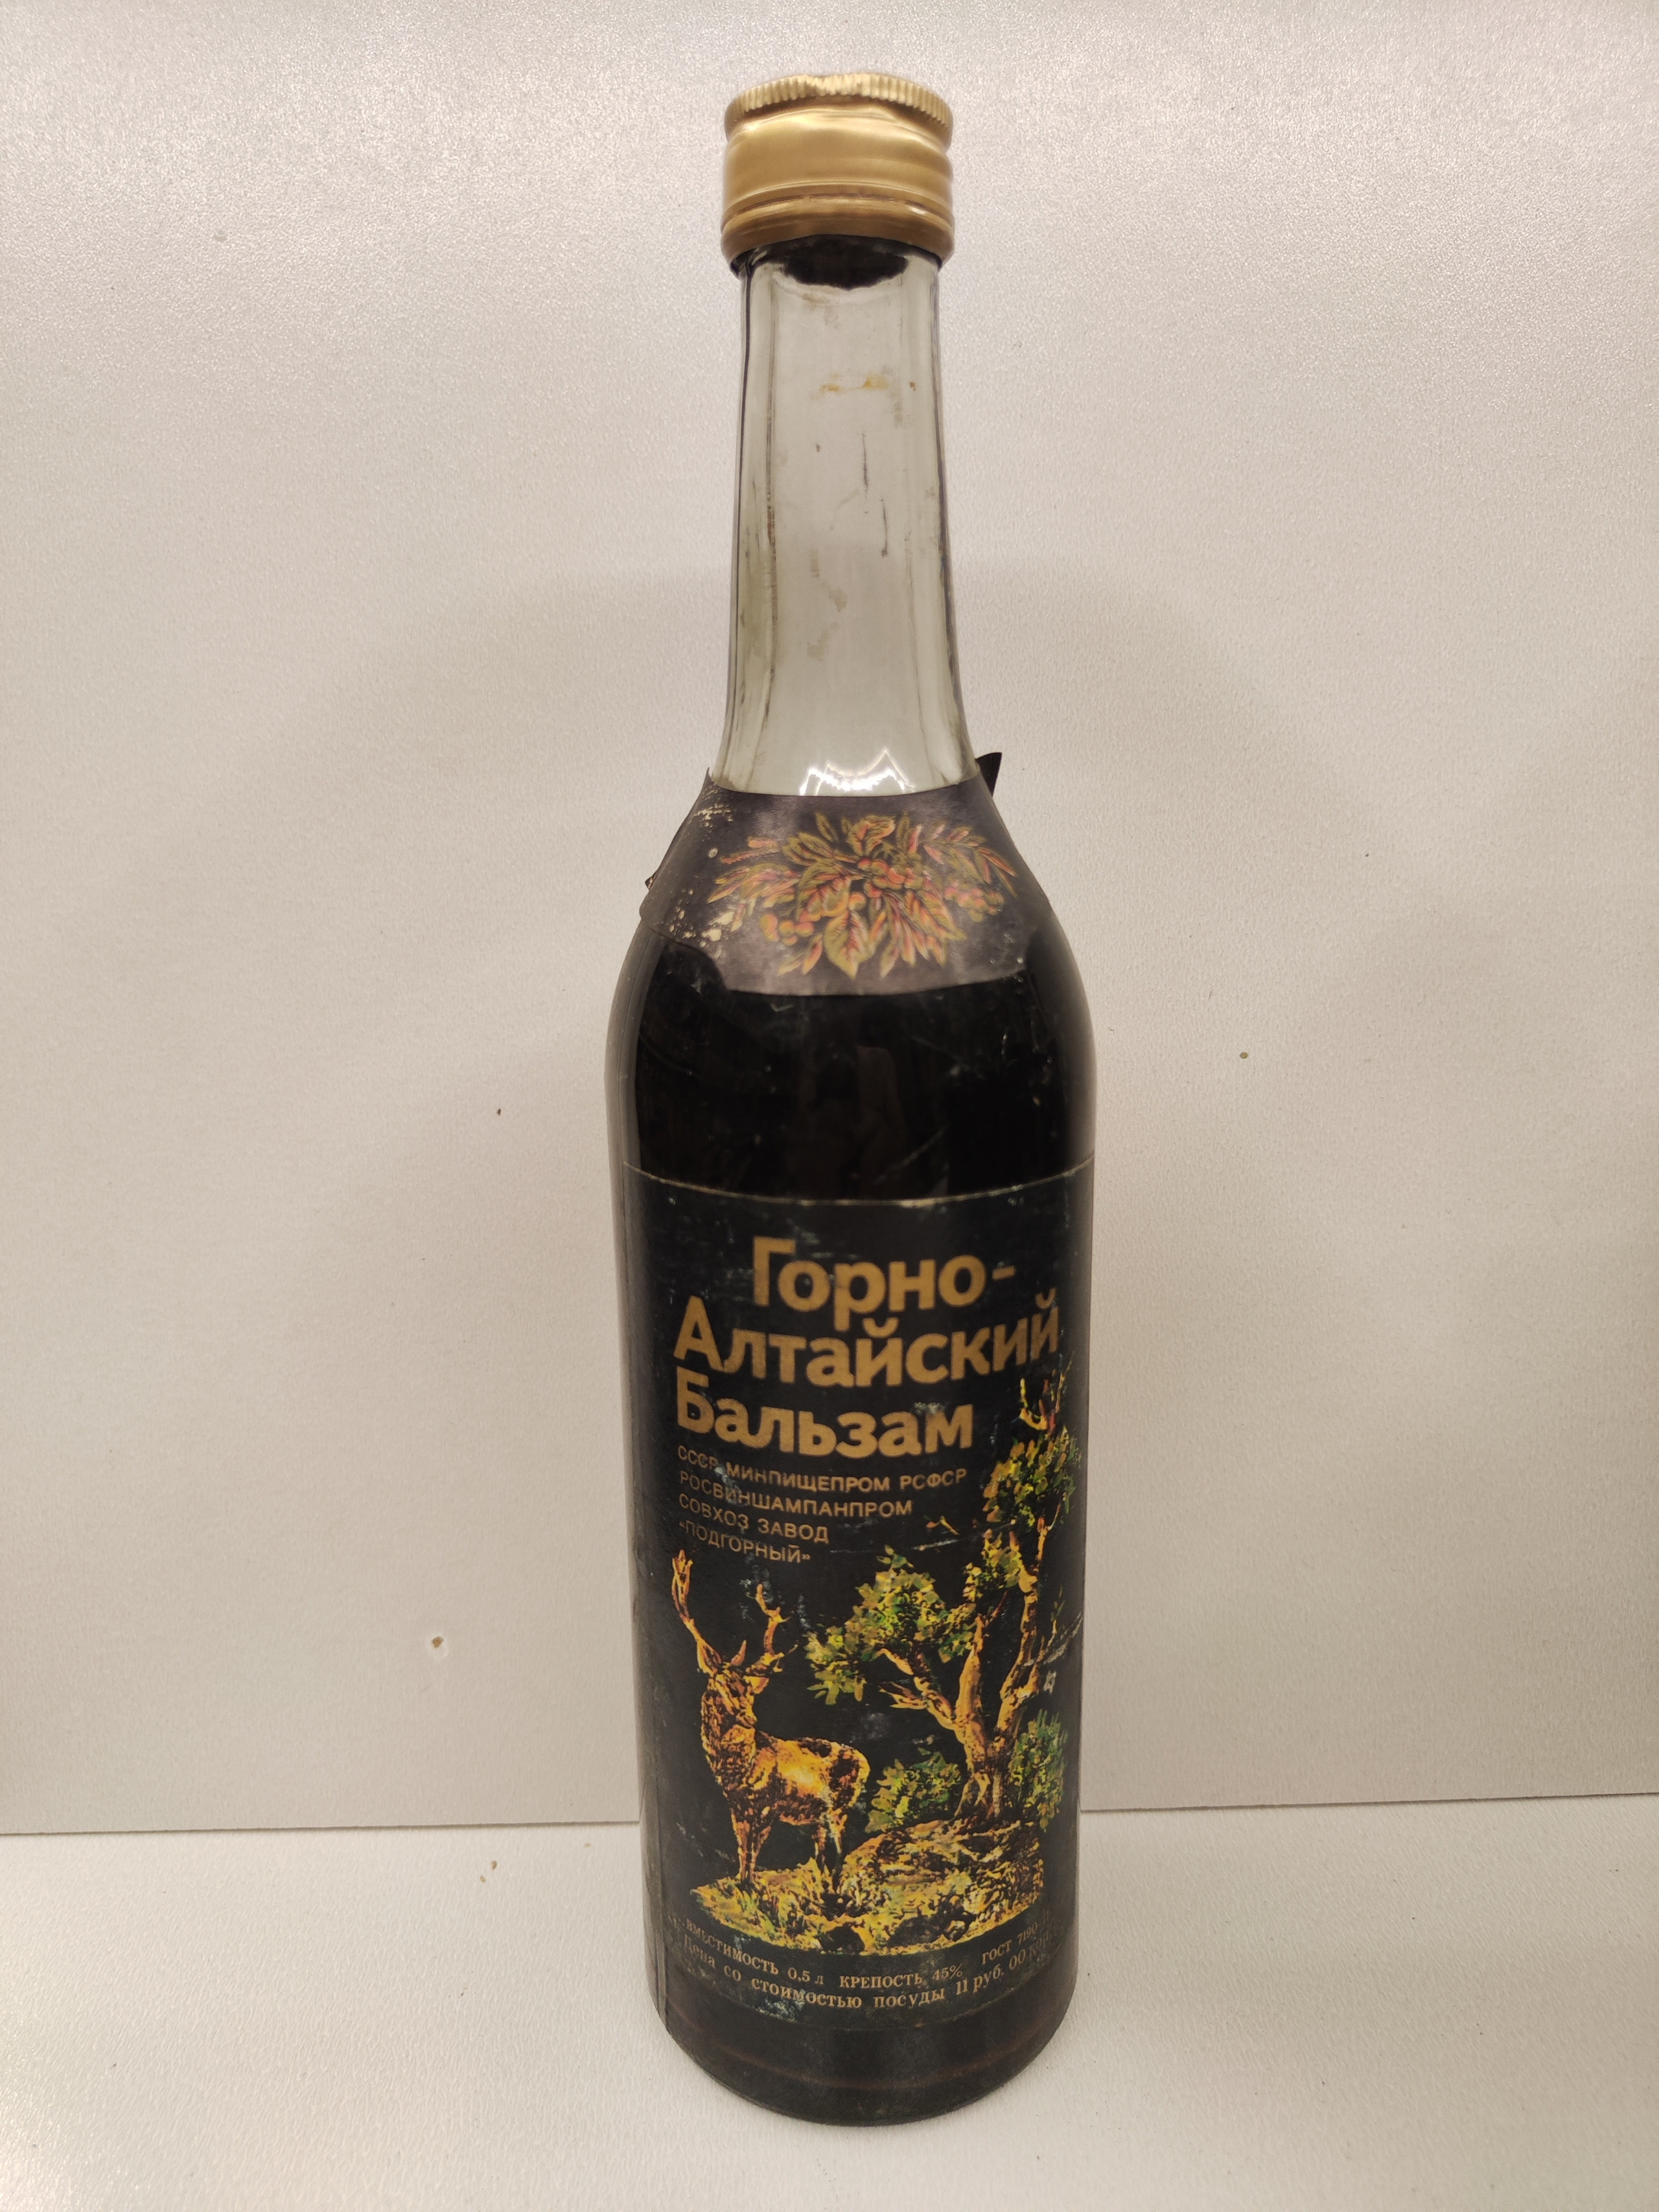 Горно-
Алтайский
Бальзам
СССР МИНПИЩЕПРОМ РСФСР
РОСВИНШАМПАНПРОМ
СОВХОЗ ЗАВОД
«ПОДГОРНЫЙ»
ВМЕСТИМОСТЬ 0,5 л КРЕПОСТЬ 45% ГОСТ 7190-
Цена со стоимостью посуды 11 руб. 00 коп.